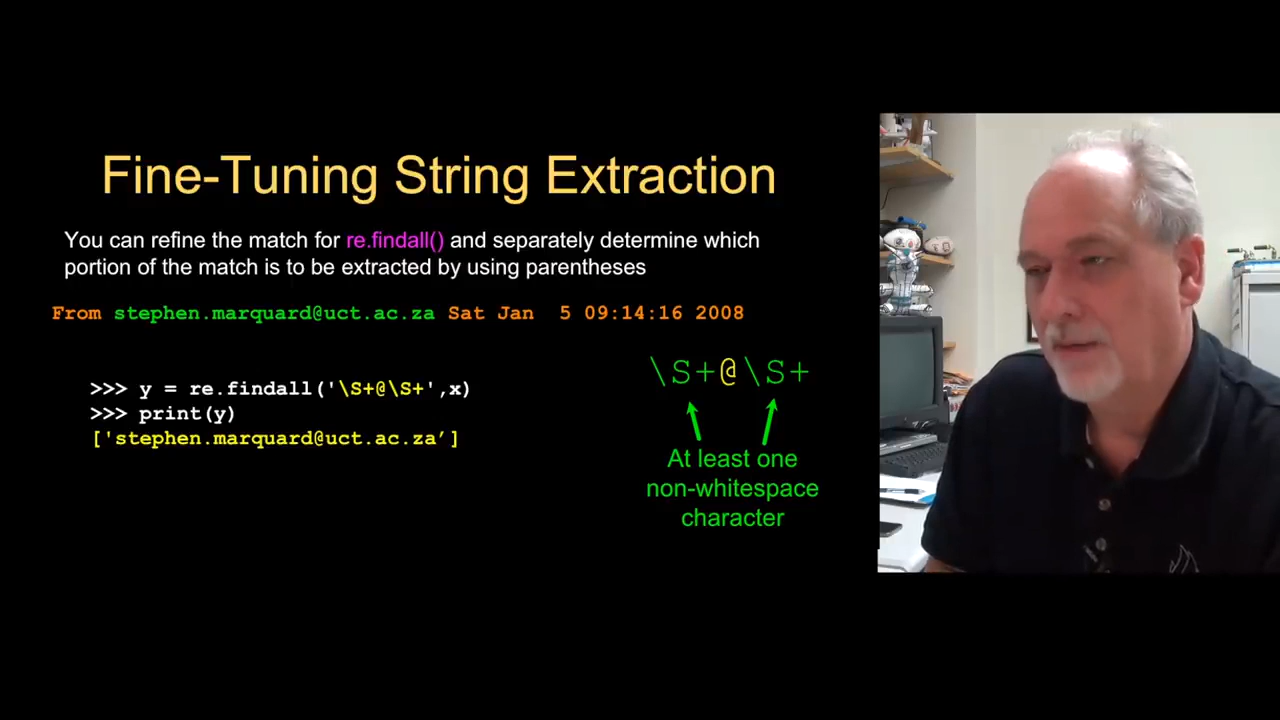 Fine-Tuning String Extraction
You can refine the match for re.findall() and separately determine which
portion of the match is to be extracted by using parentheses
From stephen.marquard@uct.ac.za Sat Jan  5 09:14:16 2008
>>> y = re.findall('\S+@\S+',x)
>>> print(y)
['stephen.marquard@uct.ac.za’]
\S+@\S+
At least one
non-whitespace
character